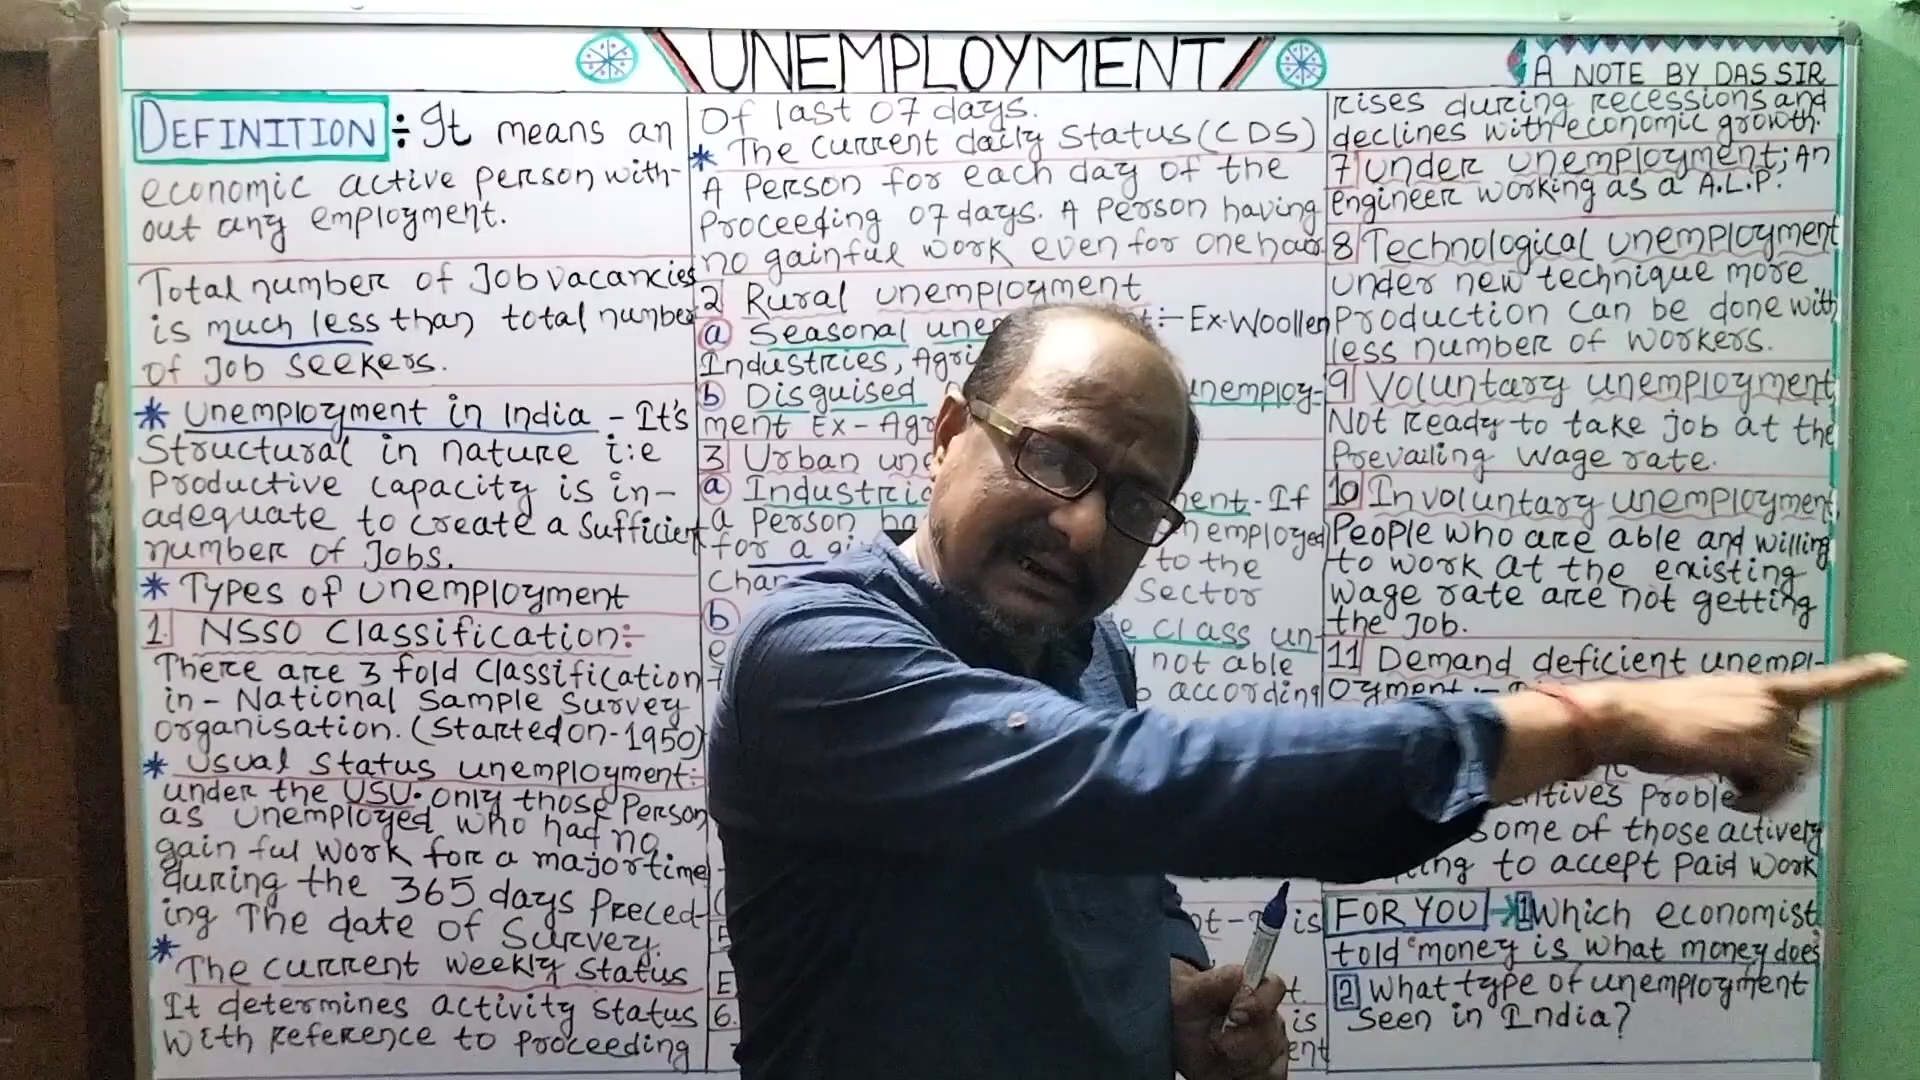 UNEMPLOYMENT
A NOTE BY DAS SIR
DEFINITION ÷ It means an
economic active person with-
out any employment.
Total number of Job vacancies
is much less than total number
of Job seekers.
* Unemployment in India - It's
Structural in nature i:e
Productive capacity is in-
adequate to create a sufficient
number of Jobs.
* Types of unemployment
1. NSSO Classification:-
There are 3 fold Classification
in - National Sample Survey
organisation. (Started on - 1950)
* Usual Status unemployment:-
under the USU. only those Person
as unemployed who had no
gain ful work for a major time
during the 365 days Preced-
ing The date of Survey.
* The current weekly Status
It determines activity status
with reference to proceeding
Of last 07 days.
* The current daily Status (CDS)
A Person for each day of the
Proceeding 07 days. A Person having
no gainful work even for one hour
2 Rural unemployment
a Seasonal :- Ex-Woollen
Industries,
b Disguised unemploy-
ment Ex-
3 Urban
a If
a Person unemployed
for a to the
Sector
b class un-
not able
according
is
6.
is
rises during recessions and
declines with economic growth.
7 under unemployment; An
engineer working as a A.L.P.
8 Technological unemployment
under new technique more
Production can be done with
less number of workers.
9 Voluntary unemployment
Not ready to take job at the
Prevailing wage rate.
10 Involuntary unemployment
People who are able and willing
to work at the existing
wage rate are not getting
the Job.
11 Demand deficient unempl-
oyment :-
Proble
some of those actively
to accept Paid work
FOR YOU → 1 Which economist
told "money is what money does
2 What type of unemployment
Seen in India?